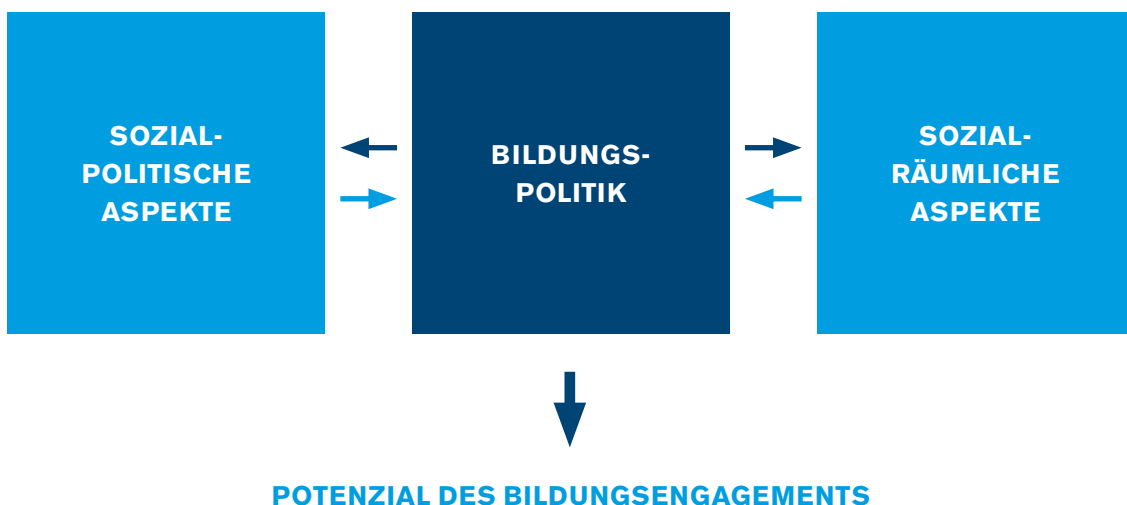 SOZIAL-
POLITISCHE
ASPEKTE
BILDUNGS-
POLITIK
SOZIAL-
RÄUMLICHE
ASPEKTE
POTENZIAL DES BILDUNGSENGAGEMENTS